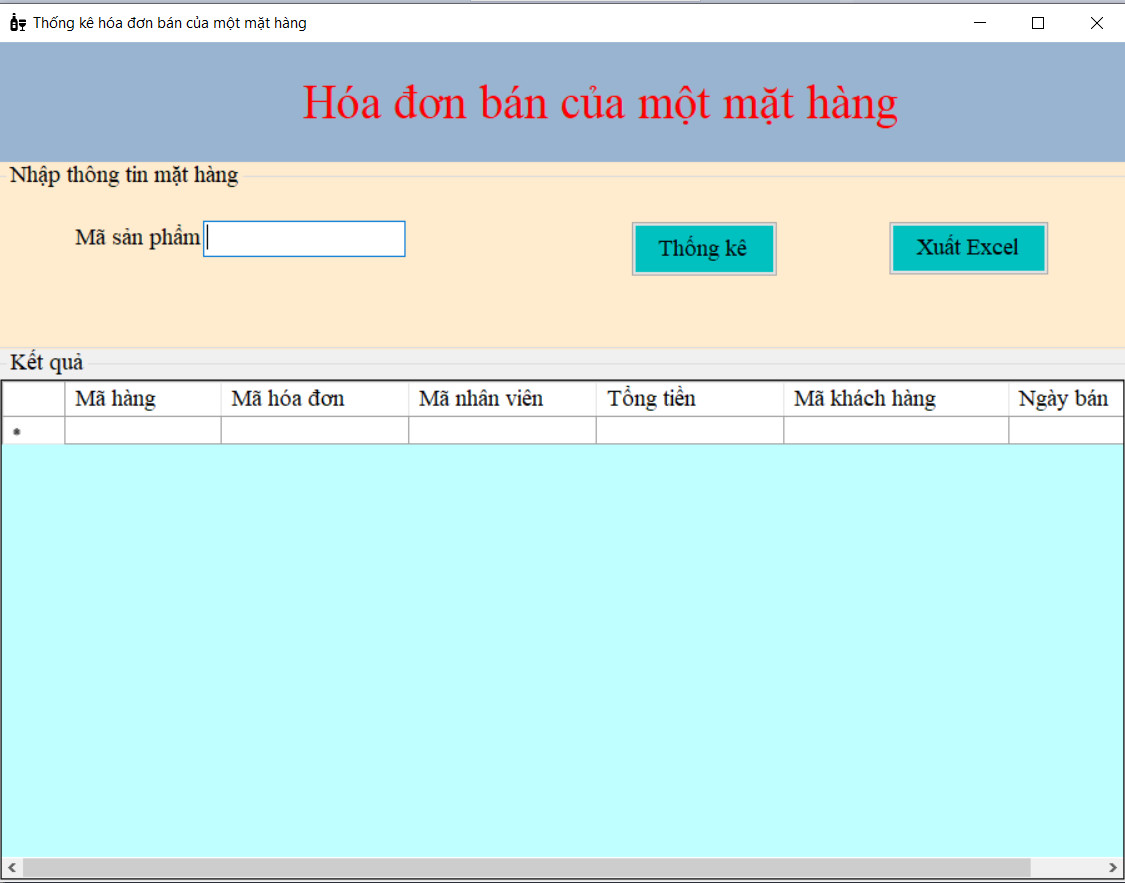 Thống kê hóa đơn bán của một mặt hàng
Hóa đơn bán của một mặt hàng
Nhập thông tin mặt hàng
Mã sản phẩm
Thống kê
Xuất Excel
Kết quả
Mã hàng Mã hóa đơn Mã nhân viên Tổng tiền Mã khách hàng Ngày bán
*